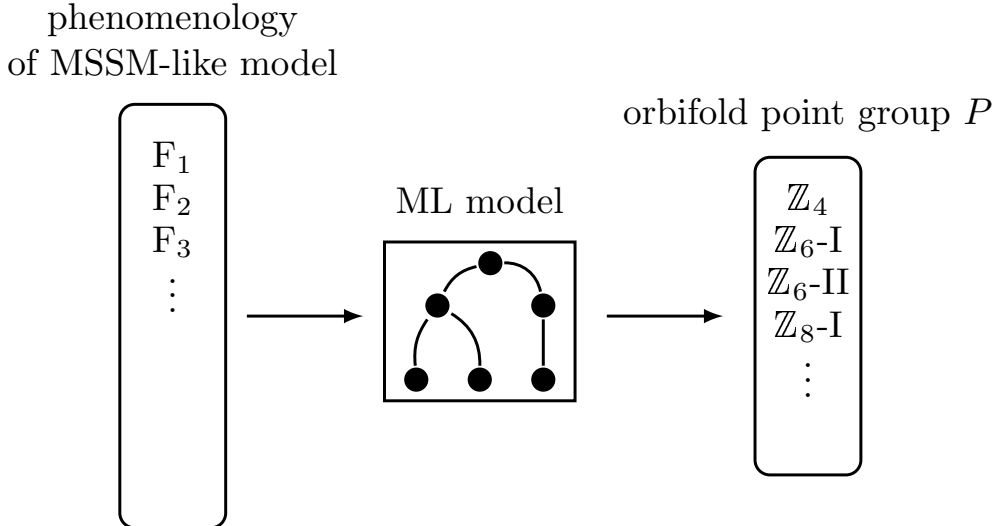 phenomenology
of MSSM-like model
F₁
F₂
F₃
⋮
ML model
orbifold point group P
ℤ₄
ℤ₆-I
ℤ₆-II
ℤ₈-I
⋮